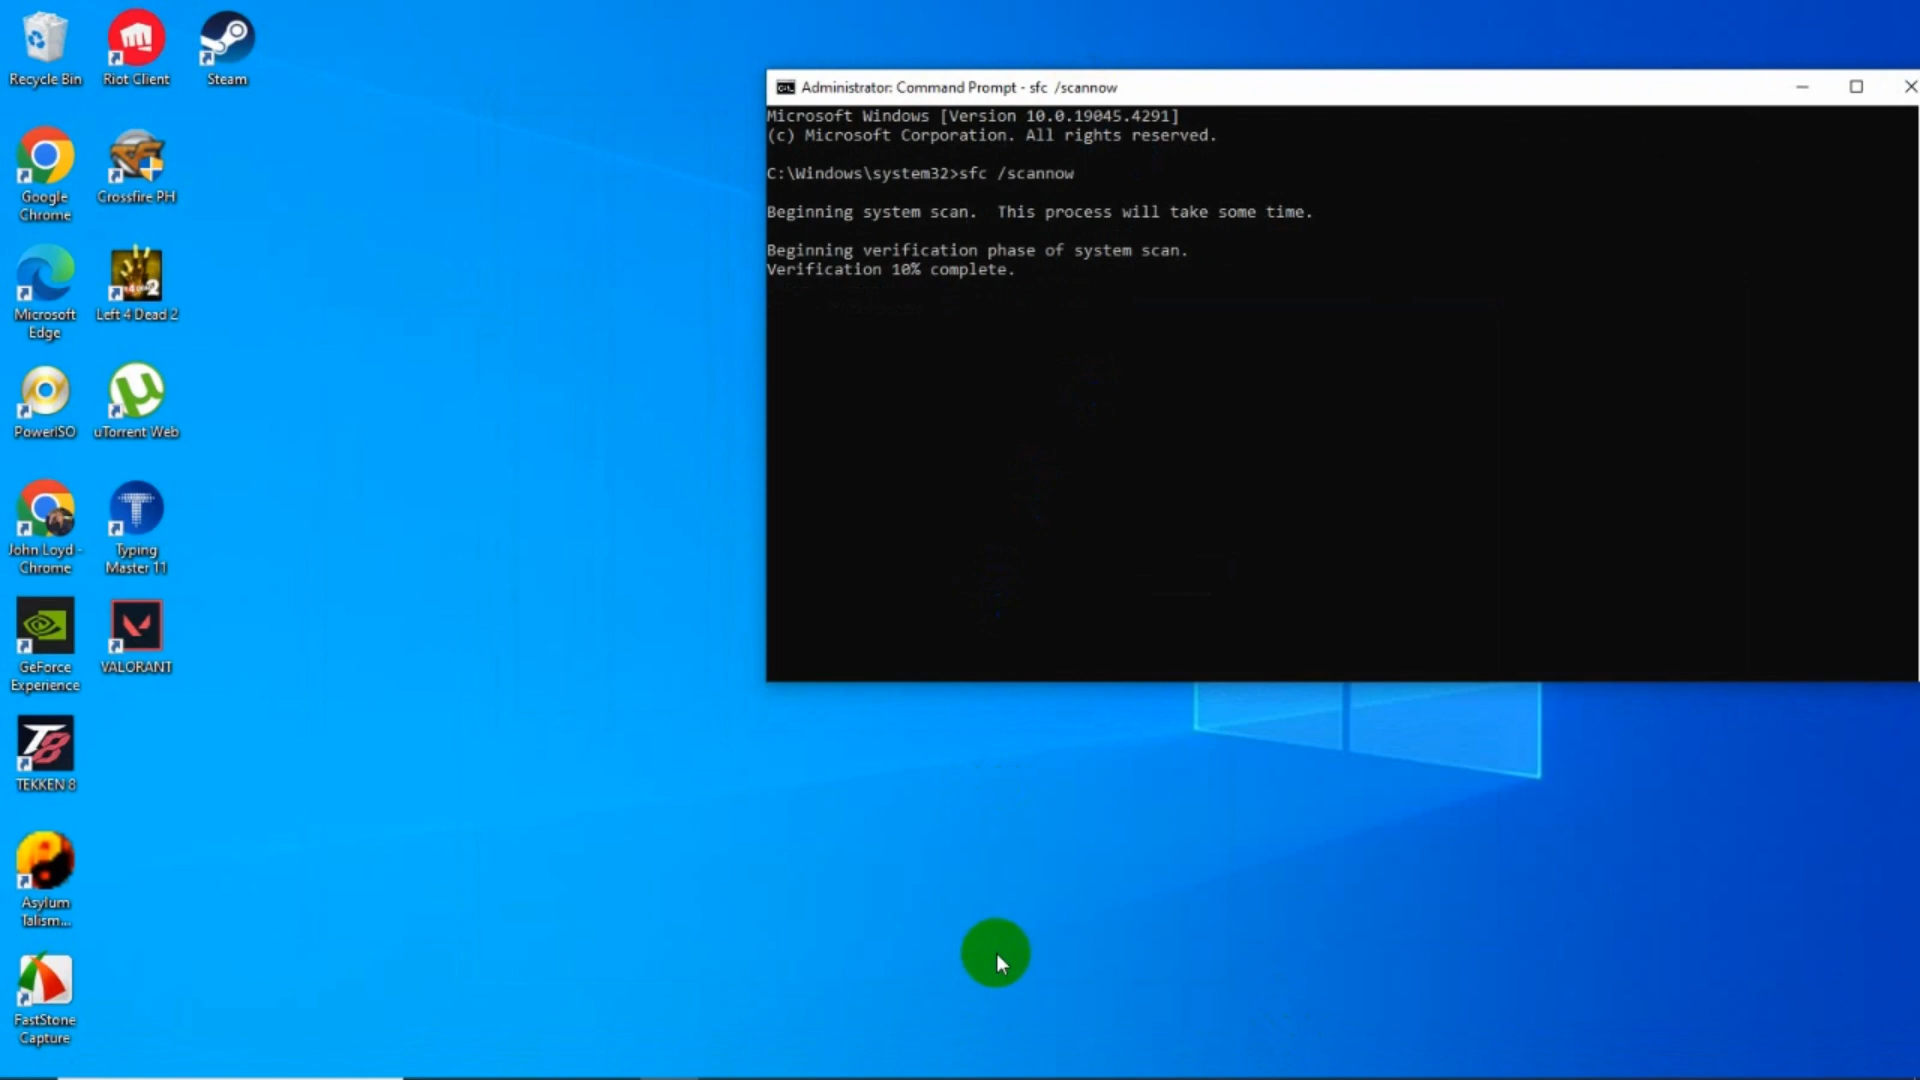 Recycle Bin
Riot Client
Steam
Google
Chrome
Crossfire PH
Microsoft
Edge
Left 4 Dead 2
PowerISO
uTorrent Web
John Loyd -
Chrome
Typing
Master 11
GeForce
Experience
VALORANT
TEKKEN 8
Asylum
Talism...
FastStone
Capture
Administrator: Command Prompt - sfc /scannow
Microsoft Windows [Version 10.0.19045.4291]
(c) Microsoft Corporation. All rights reserved.
C:\Windows\system32>sfc /scannow
Beginning system scan.  This process will take some time.
Beginning verification phase of system scan.
Verification 10% complete.